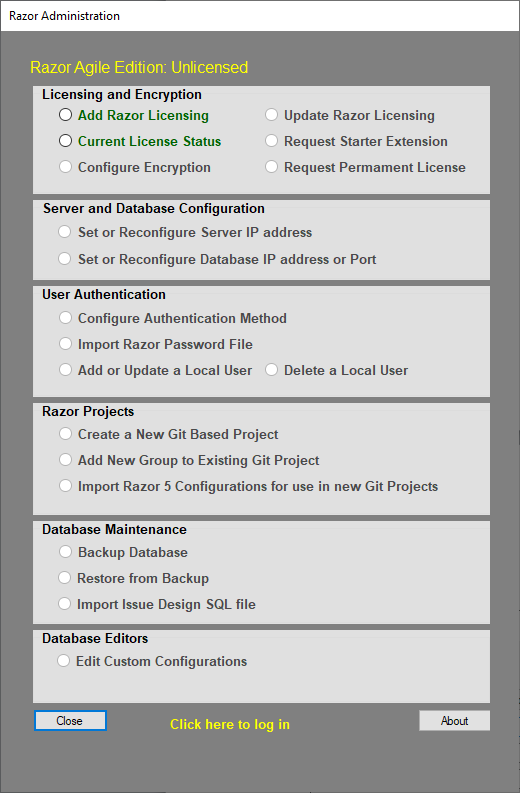 Razor Administration
Razor Agile Edition: Unlicensed
Licensing and Encryption
Add Razor Licensing
Update Razor Licensing
Current License Status
Request Starter Extension
Configure Encryption
Request Permament License
Server and Database Configuration
Set or Reconfigure Server IP address
Set or Reconfigure Database IP address or Port
User Authentication
Configure Authentication Method
Import Razor Password File
Add or Update a Local User
Delete a Local User
Razor Projects
Create a New Git Based Project
Add New Group to Existing Git Project
Import Razor 5 Configurations for use in new Git Projects
Database Maintenance
Backup Database
Restore from Backup
Import Issue Design SQL file
Database Editors
Edit Custom Configurations
Close
Click here to log in
About